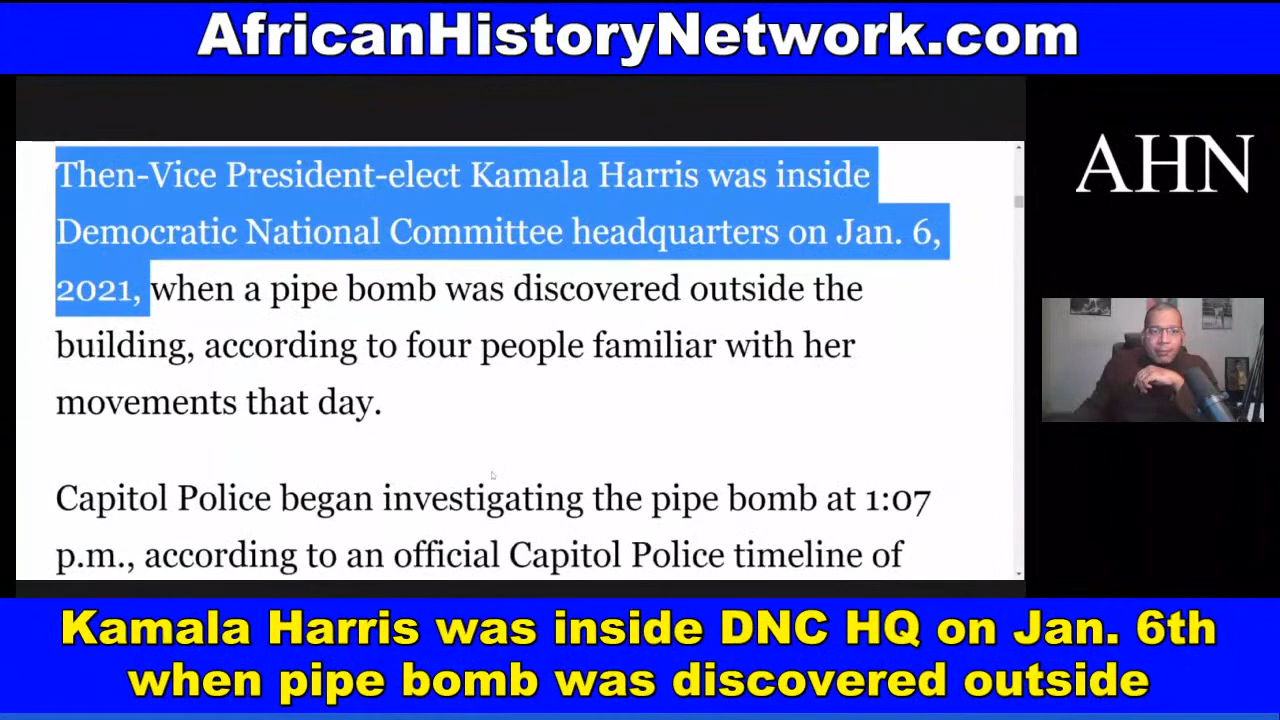 AfricanHistoryNetwork.com
Then-Vice President-elect Kamala Harris was inside
Democratic National Committee headquarters on Jan. 6,
2021, when a pipe bomb was discovered outside the
building, according to four people familiar with her
movements that day.
Capitol Police began investigating the pipe bomb at 1:07
p.m., according to an official Capitol Police timeline of
AHN
Kamala Harris was inside DNC HQ on Jan. 6th
when pipe bomb was discovered outside